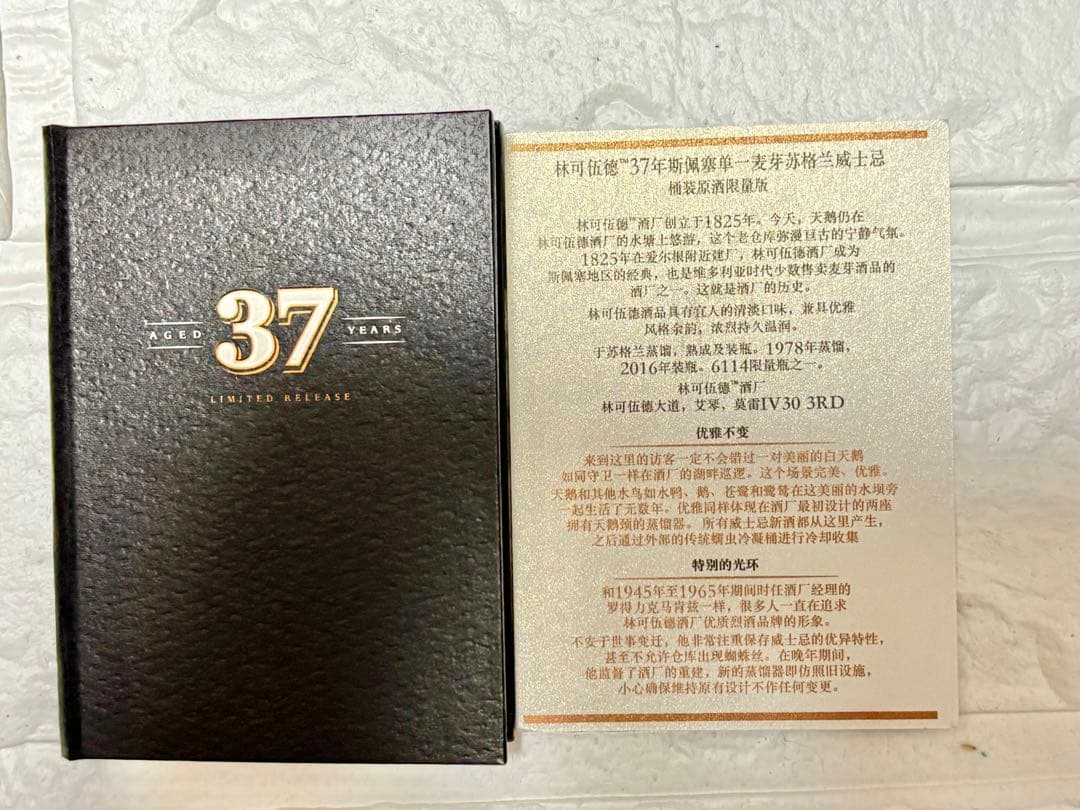 AGED 37 YEARS
LIMITED RELEASE
林可伍德™37年斯佩塞单一麦芽苏格兰威士忌
桶装原酒限量版
林可伍德™酒厂创立于1825年。今天，天鹅仍在
林可伍德酒厂的水塘上悠游，这个老仓库弥漫亘古的宁静气氛。
1825年在爱尔根附近建厂，林可伍德酒厂成为
斯佩塞地区的经典，也是维多利亚时代少数售卖麦芽酒品的
酒厂之一。这就是酒厂的历史。
林可伍德酒品具有宜人的清淡口味，兼具优雅
风格余韵，浓烈持久温润。
于苏格兰蒸馏，熟成及装瓶。1978年蒸馏，
2016年装瓶。6114限量瓶之一。
林可伍德™酒厂
林可伍德大道，艾琴，莫雷IV30 3RD
优雅不变
来到这里的访客一定不会错过一对美丽的白天鹅
如同守卫一样在酒厂的湖畔巡逻。这个场景完美、优雅。
天鹅和其他水鸟如水鸭、鹅、苍鹭和鹭鸶在这美丽的水坝旁
起生活了无数年。优雅同样体现在酒厂最初设计的两座
拥有天鹅颈的蒸馏器。所有威士忌新酒都从这里产生，
之后通过外部的传统蠕虫冷凝桶进行冷却收集
特别的光环
和1945年至1965年期间时任酒厂经理的
罗得力克马肯兹一样，很多人一直在追求
林可伍德酒厂优质烈酒品牌的形象。
不安于世事变迁，他非常注重保存威士忌的优异特性，
甚至不允许仓库出现蜘蛛丝。在晚年期间，
他监督了酒厂的重建，新的蒸馏器即仿照旧设施，
小心确保维持原有设计不作任何变更。